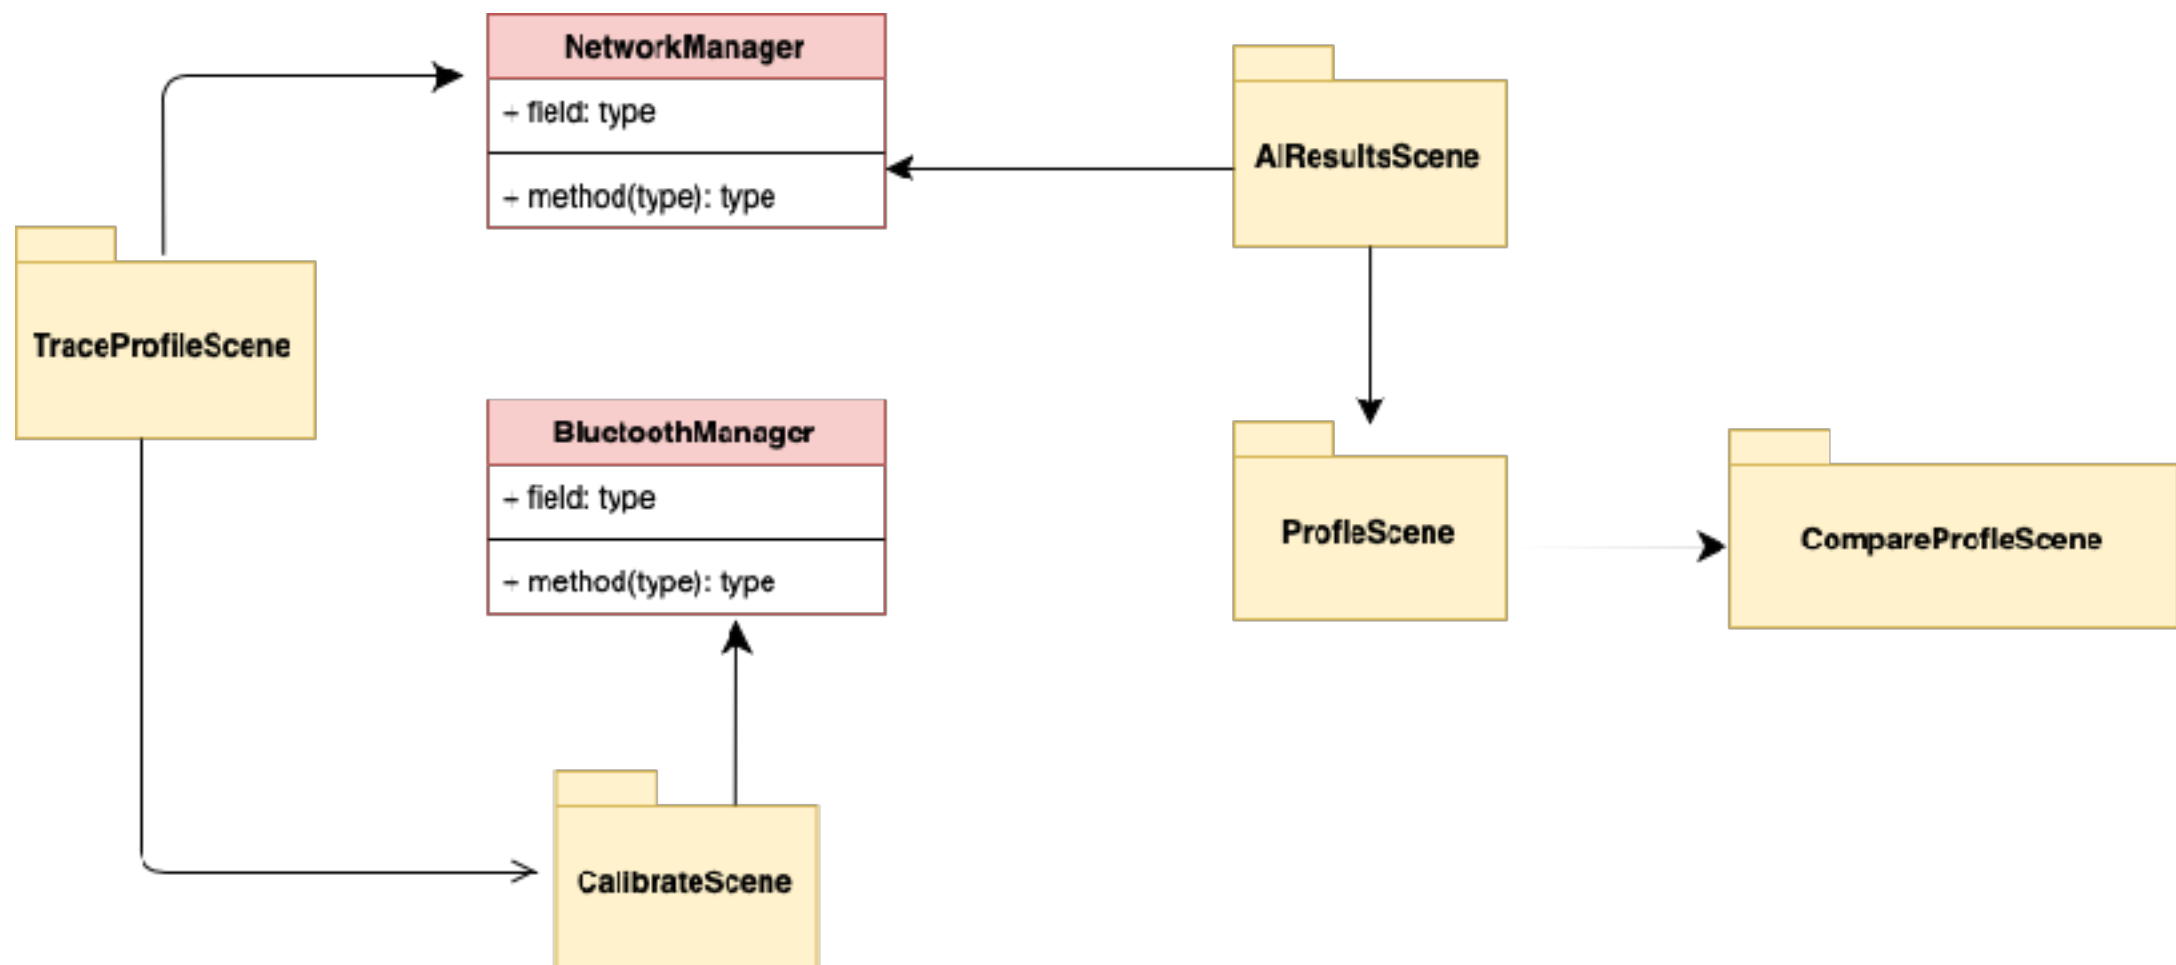 NetworkManager
+ field: type
+ method(type): type
AIResultsScene
TraceProfileScene
BluetoothManager
+ field: type
+ method(type): type
ProfleScene
CompareProfleScene
CalibrateScene